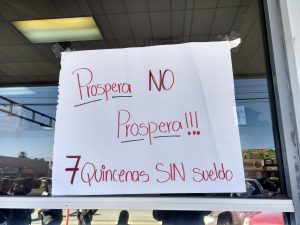 Prospera NO
Prospera!!!
7 Quincenas SIN sueldo